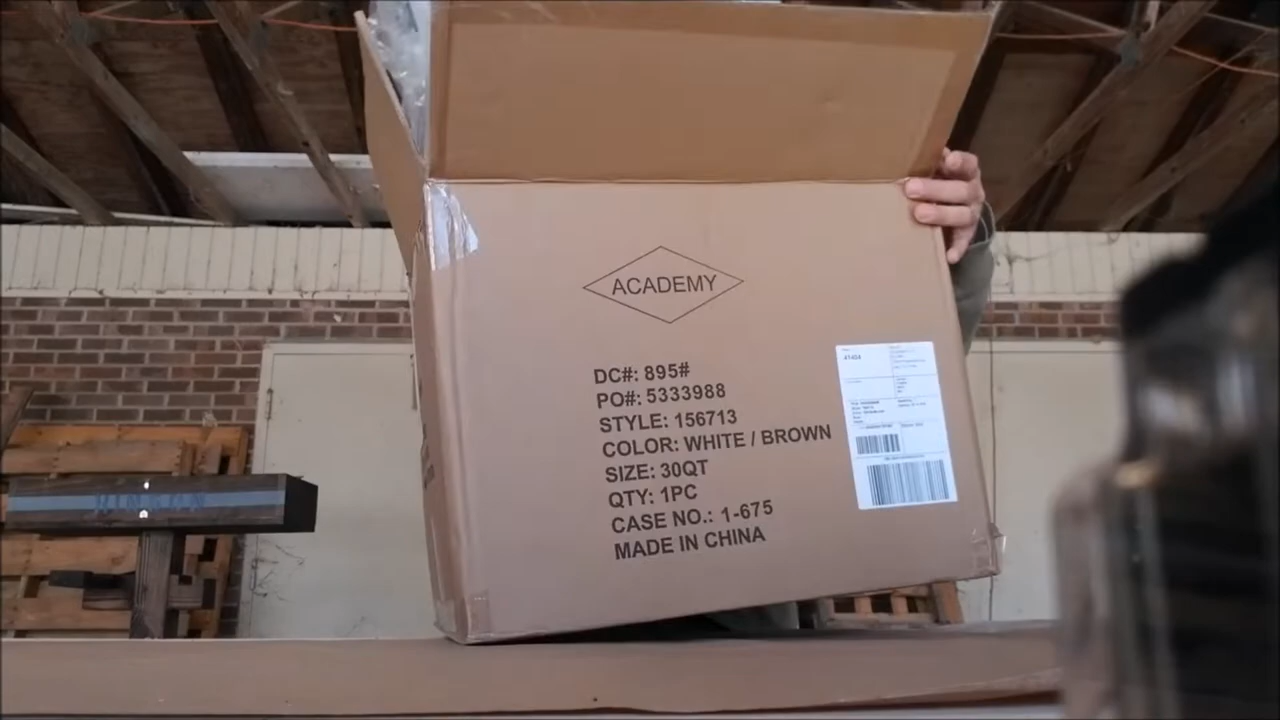 ACADEMY
DC#: 895#
PO#: 5333988
STYLE: 156713
COLOR: WHITE / BROWN
SIZE: 30QT
QTY: 1PC
CASE NO.: 1-675
MADE IN CHINA